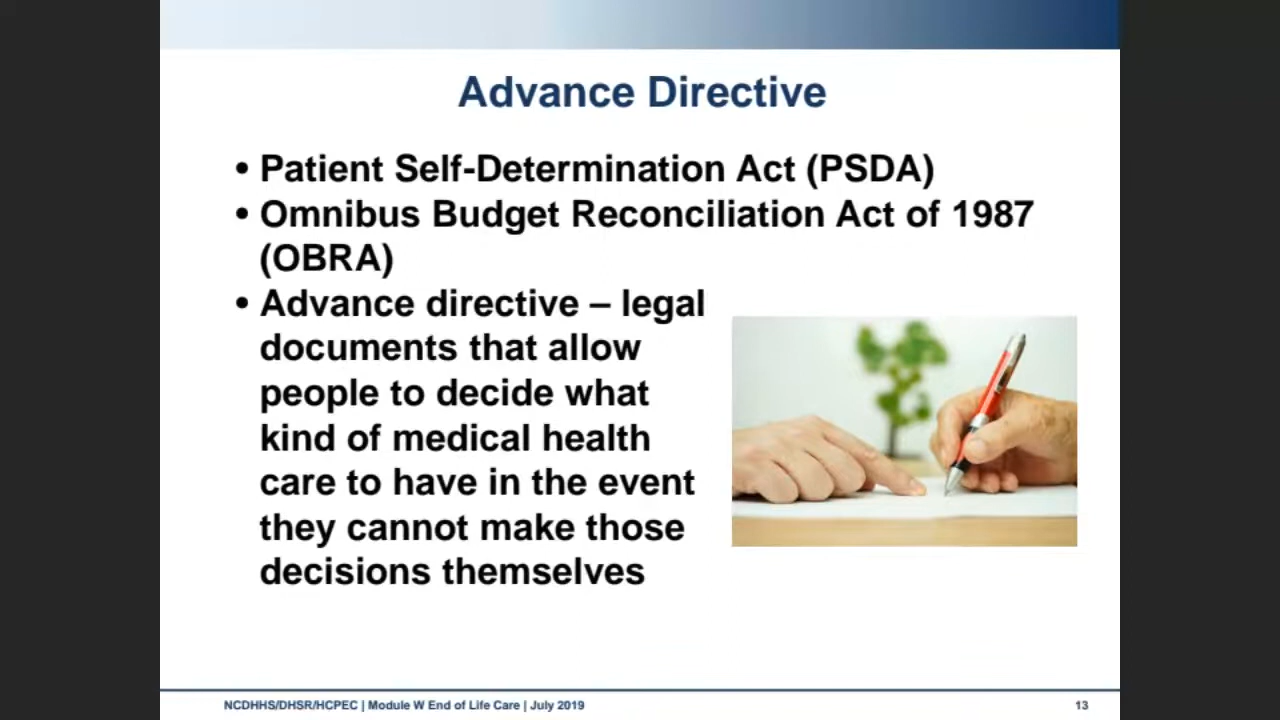 Advance Directive
• Patient Self-Determination Act (PSDA)
• Omnibus Budget Reconciliation Act of 1987
(OBRA)
• Advance directive – legal
documents that allow
people to decide what
kind of medical health
care to have in the event
they cannot make those
decisions themselves
NCDHHS/DHSR/HCPEC | Module W End of Life Care | July 2019 13